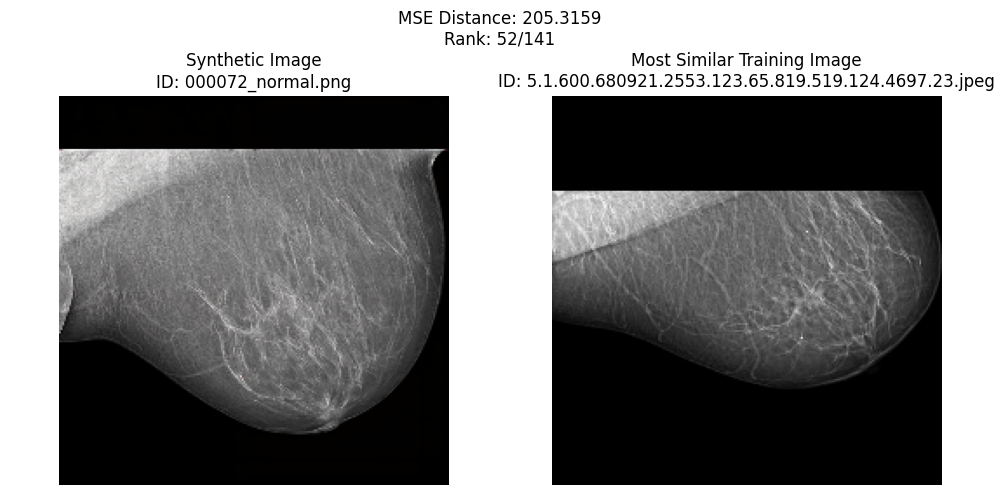 MSE Distance: 205.3159
Rank: 52/141
Synthetic Image
ID: 000072_normal.png
Most Similar Training Image
ID: 5.1.600.680921.2553.123.65.819.519.124.4697.23.jpeg